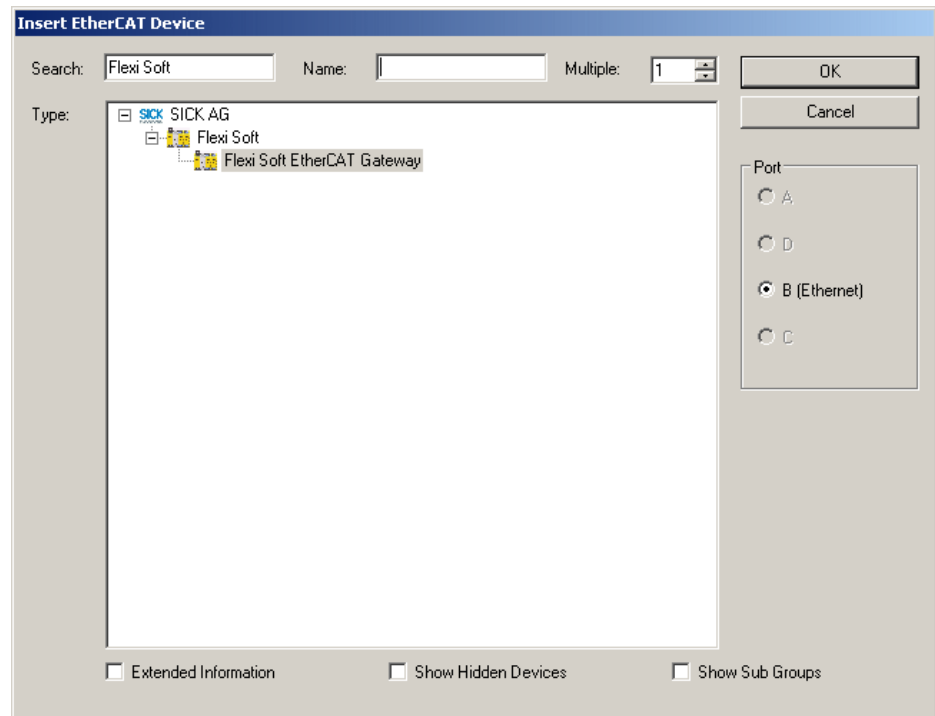 Insert EtherCAT Device
Search: Flexi Soft Name: Multiple: 1 OK
Type: SICK SICK AG Cancel
Flexi Soft
Flexi Soft EtherCAT Gateway
Port
A
D
B (Ethernet)
C
Extended Information Show Hidden Devices Show Sub Groups